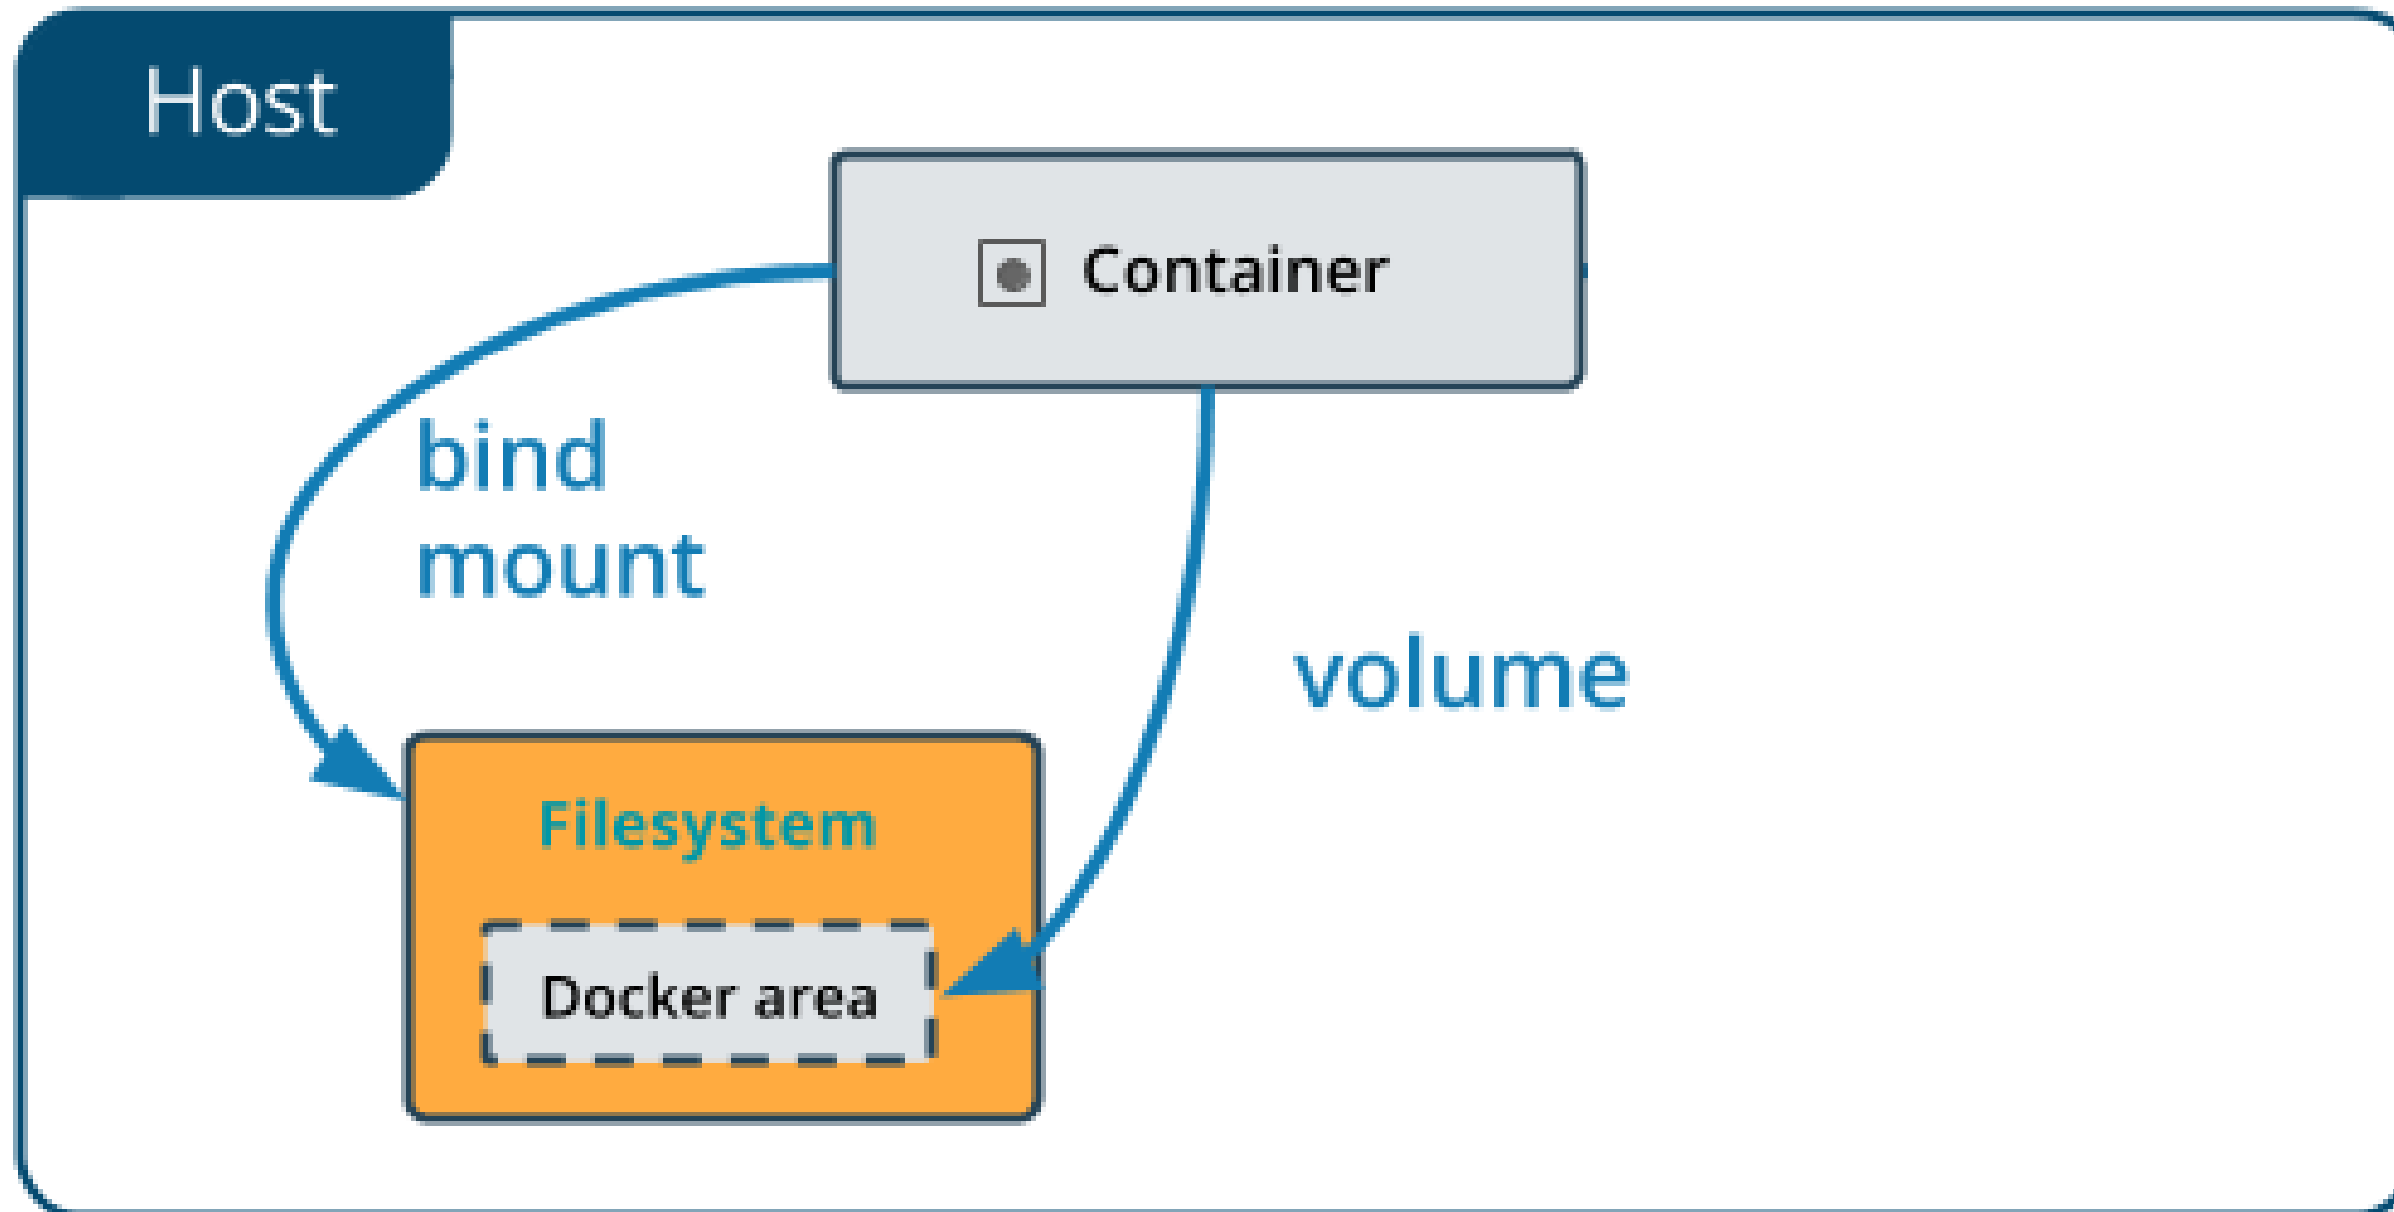 Host
Container
bind
mount
volume
Filesystem
Docker area